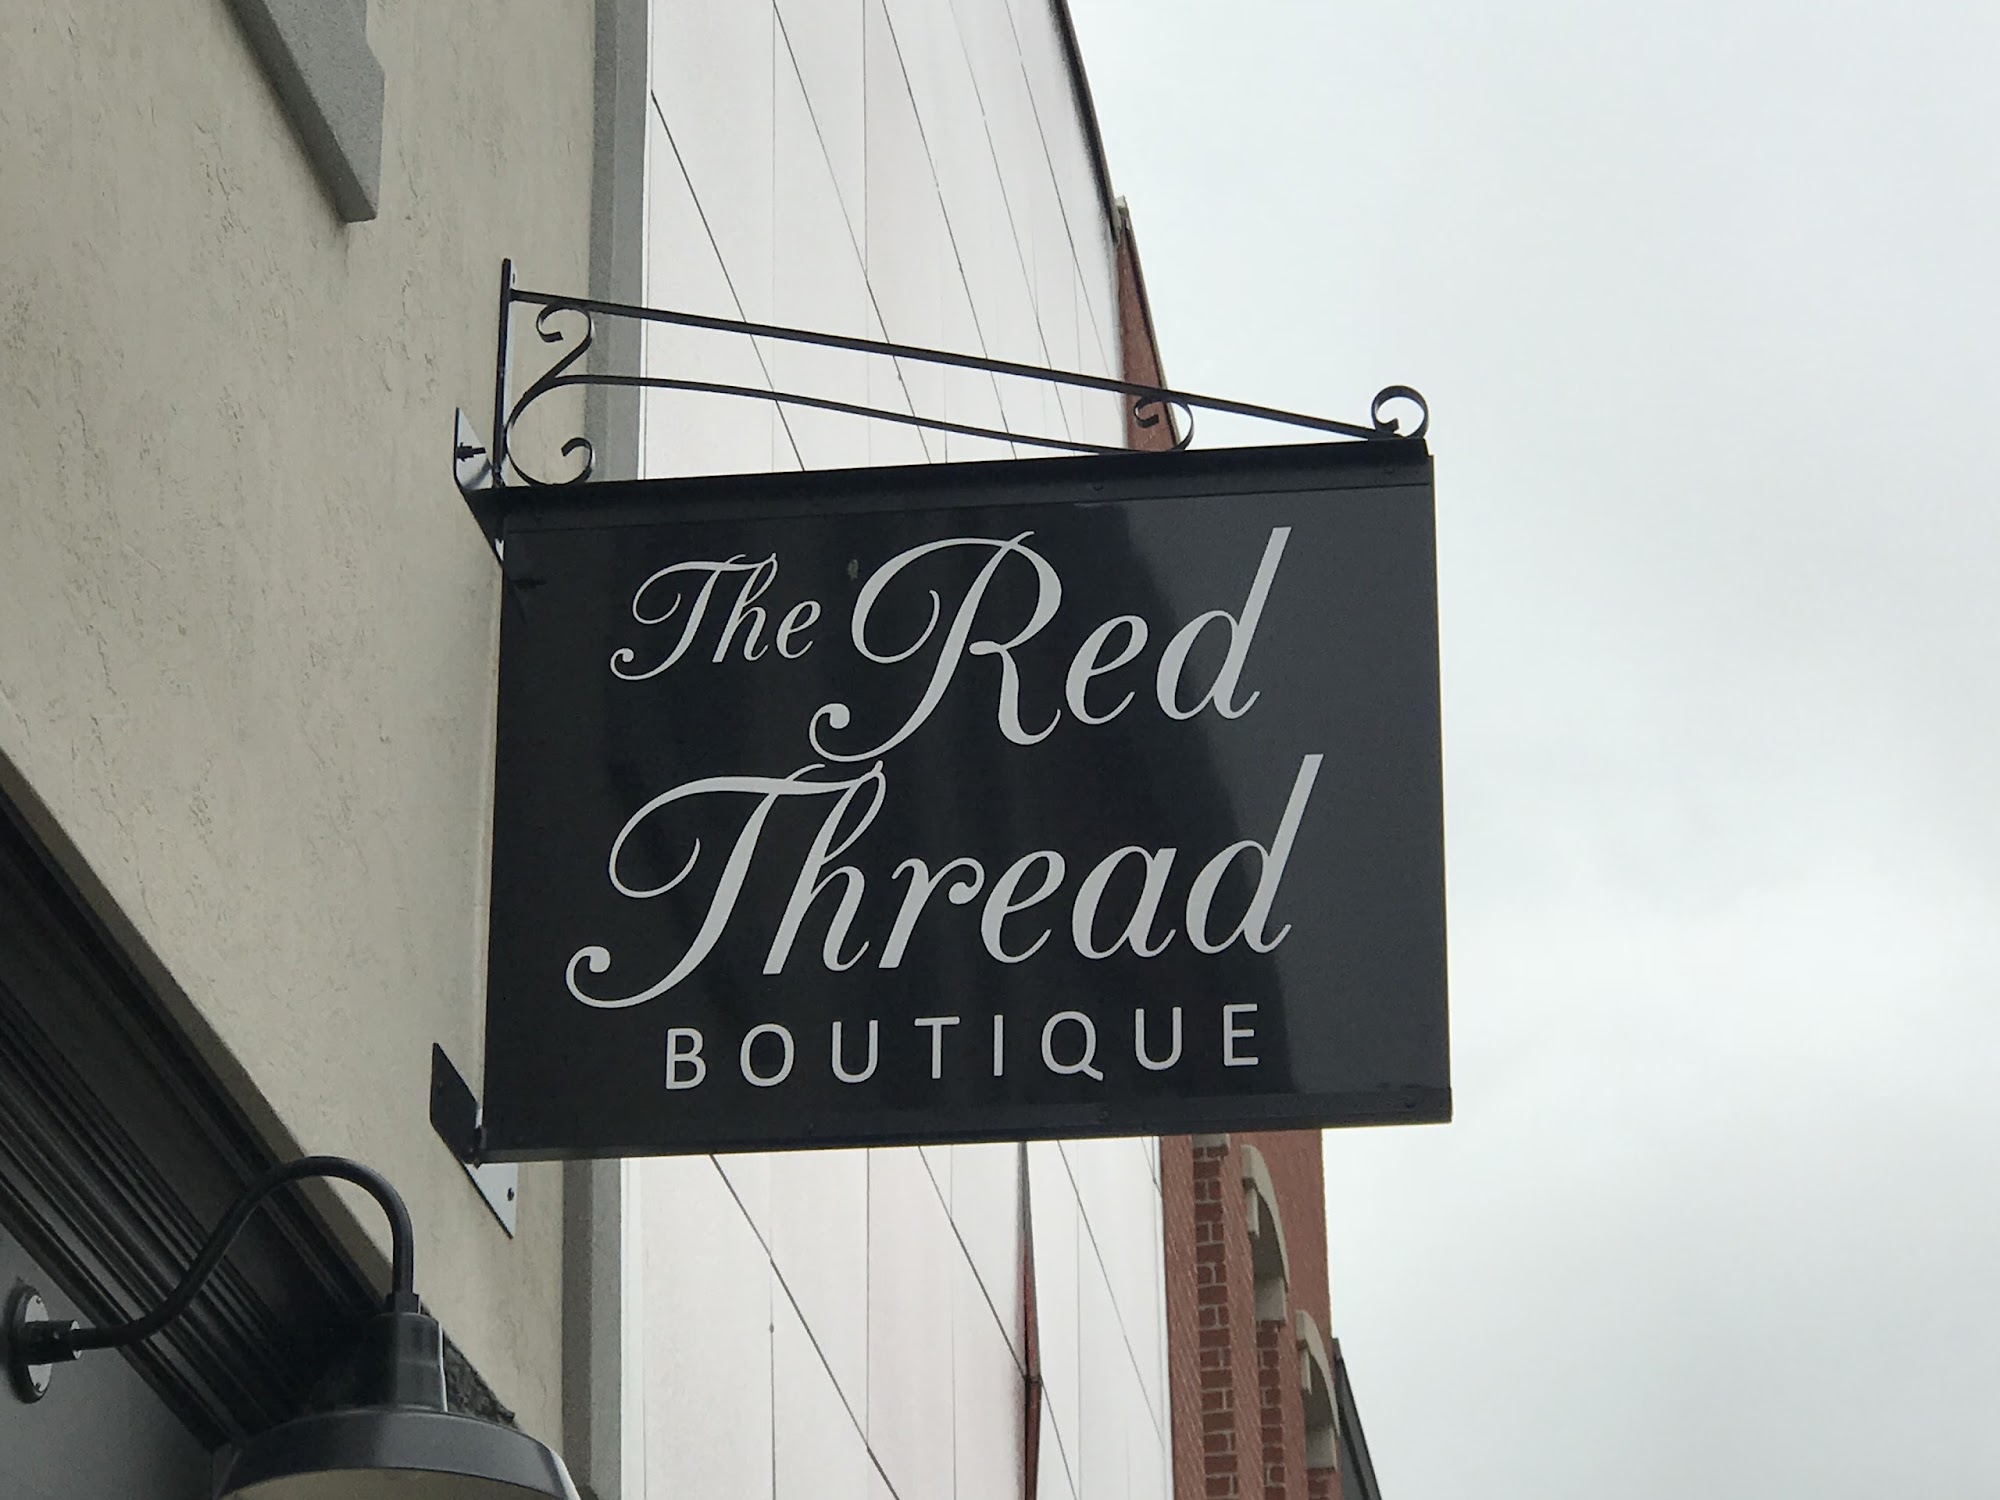 The Red
Thread
BOUTIQUE